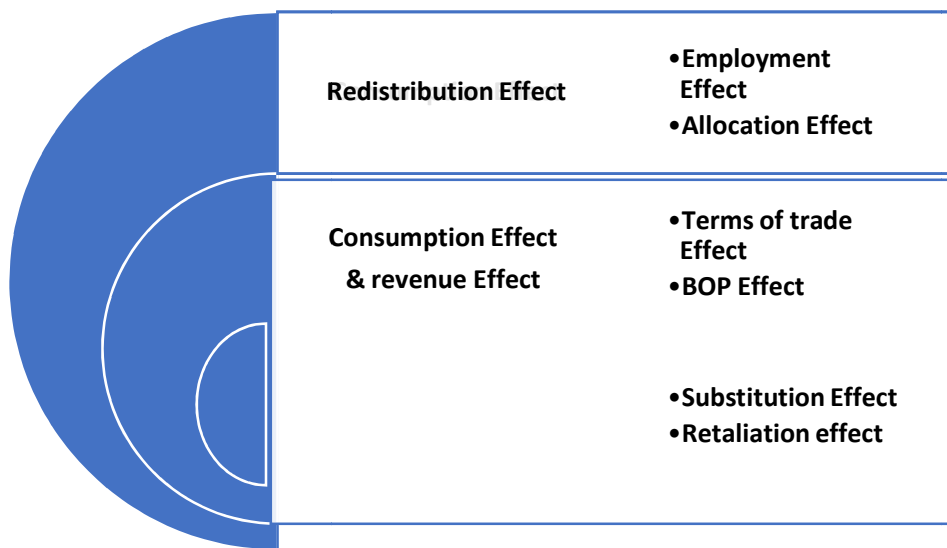 Redistribution Effect
•Employment
Effect
•Allocation Effect
Consumption Effect
& revenue Effect
•Terms of trade
Effect
•BOP Effect
•Substitution Effect
•Retaliation effect